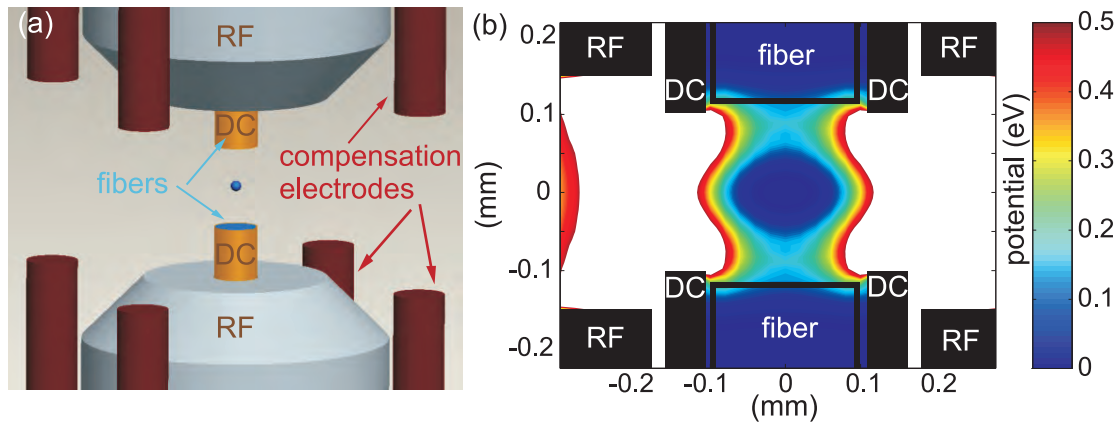 (a)
RF
DC
fibers
compensation
electrodes
DC
RF
(b)
0.2
0.1
0
-0.1
-0.2
(mm)
RF
DC
fiber
DC
RF
RF
DC
fiber
DC
RF
-0.2
-0.1
0
0.1
0.2
(mm)
0.5
0.4
0.3
0.2
0.1
0
potential (eV)